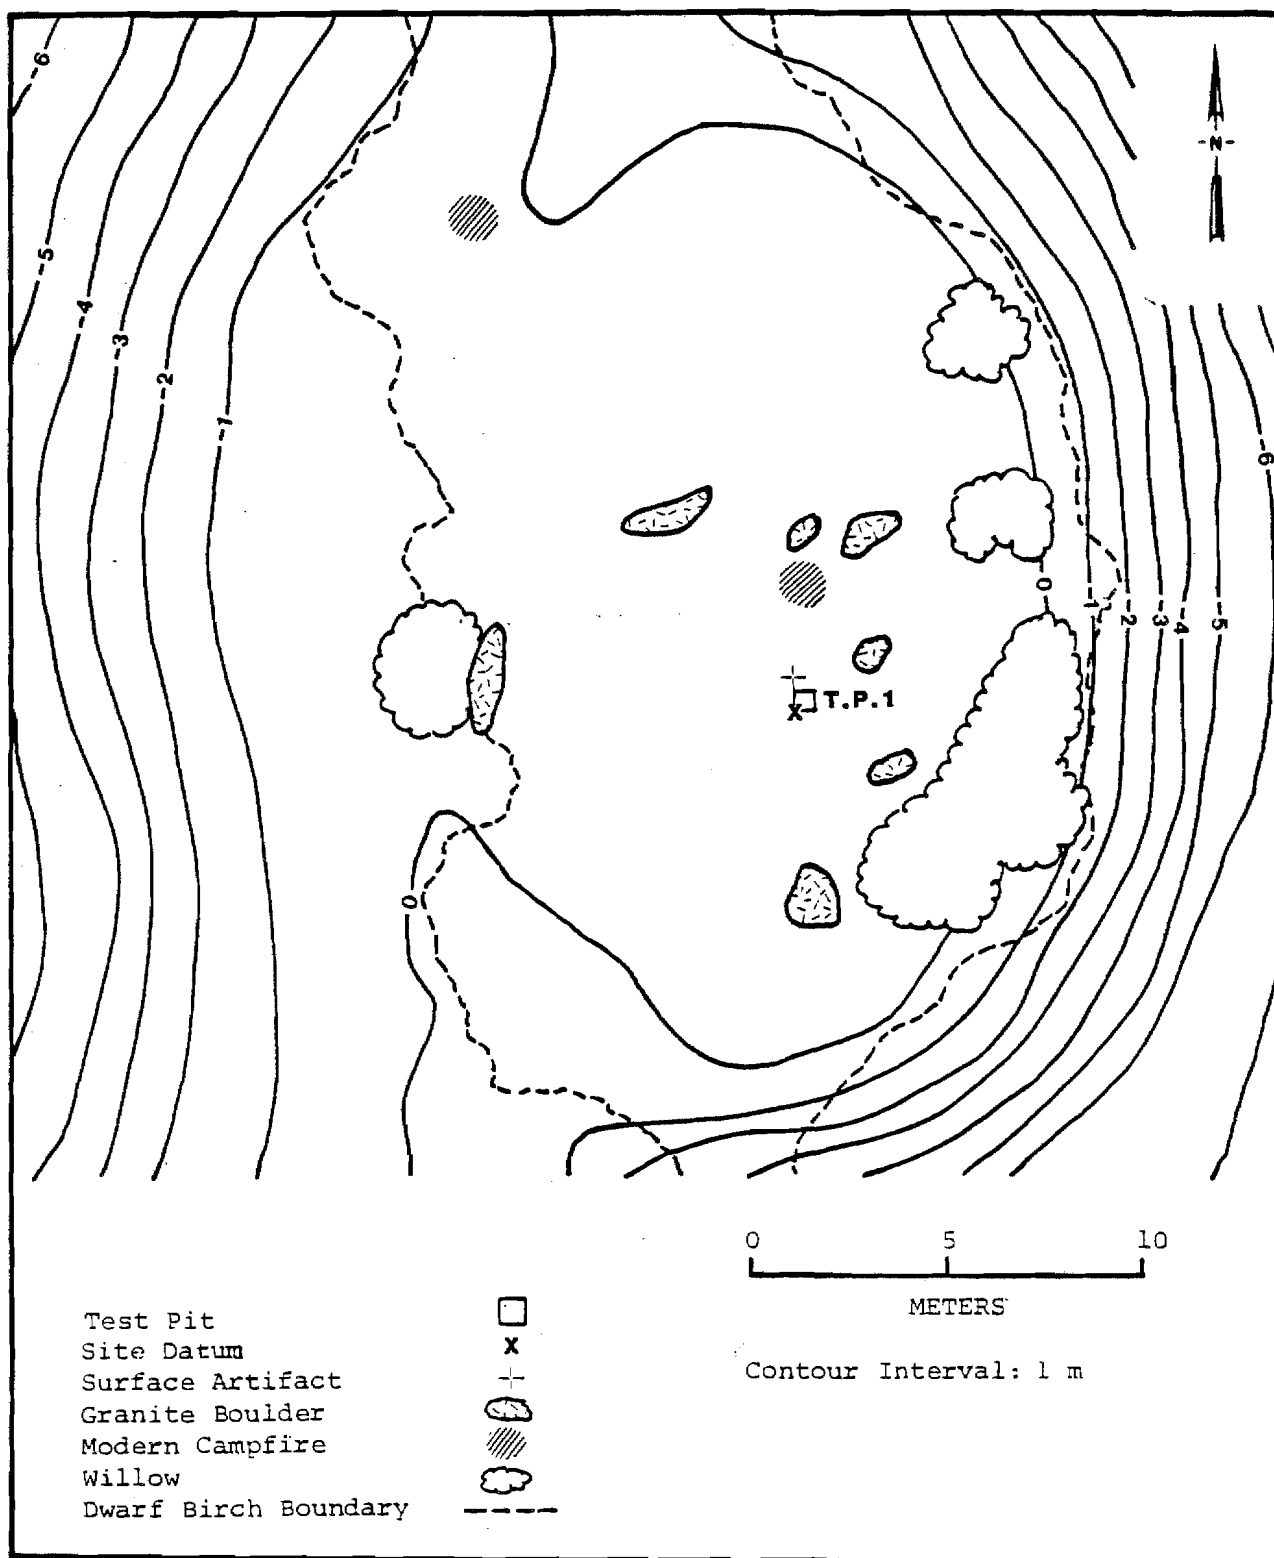 -6
N
-5
-4
-3
-2
-1
-6
0
-1
-2
-3
-4
-5
T.P.1
X
0
0 5 10
METERS
Contour Interval: 1 m
Test Pit
Site Datum X
Surface Artifact
Granite Boulder
Modern Campfire
Willow
Dwarf Birch Boundary